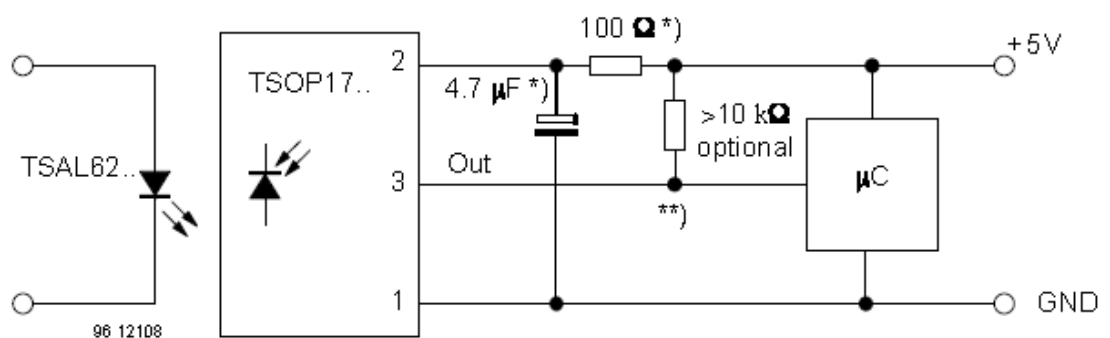 100 Ω *)
+5V
2
TSOP17..
4.7 µF *)
>10 kΩ
optional
TSAL62..
Out
3
µC
**)
1
GND
96 12108